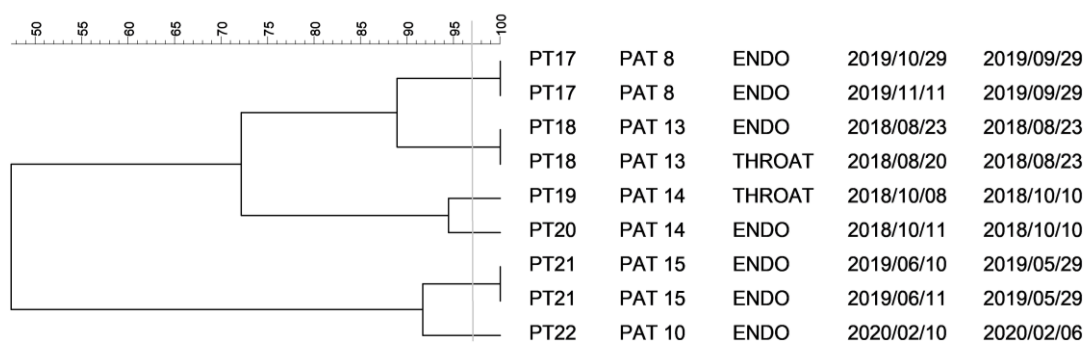 50 55 60 65 70 75 80 85 90 95 100
PT17 PAT 8 ENDO 2019/10/29 2019/09/29
PT17 PAT 8 ENDO 2019/11/11 2019/09/29
PT18 PAT 13 ENDO 2018/08/23 2018/08/23
PT18 PAT 13 THROAT 2018/08/20 2018/08/23
PT19 PAT 14 THROAT 2018/10/08 2018/10/10
PT20 PAT 14 ENDO 2018/10/11 2018/10/10
PT21 PAT 15 ENDO 2019/06/10 2019/05/29
PT21 PAT 15 ENDO 2019/06/11 2019/05/29
PT22 PAT 10 ENDO 2020/02/10 2020/02/06